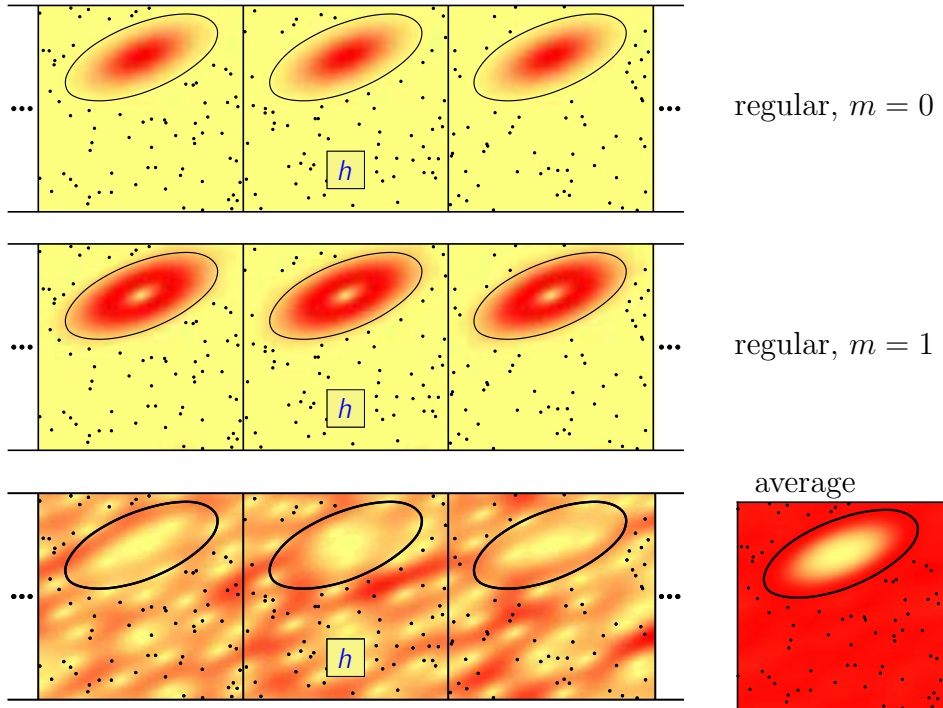 ••• ••• regular, m = 0
h
••• ••• regular, m = 1
h
average
••• •••
h